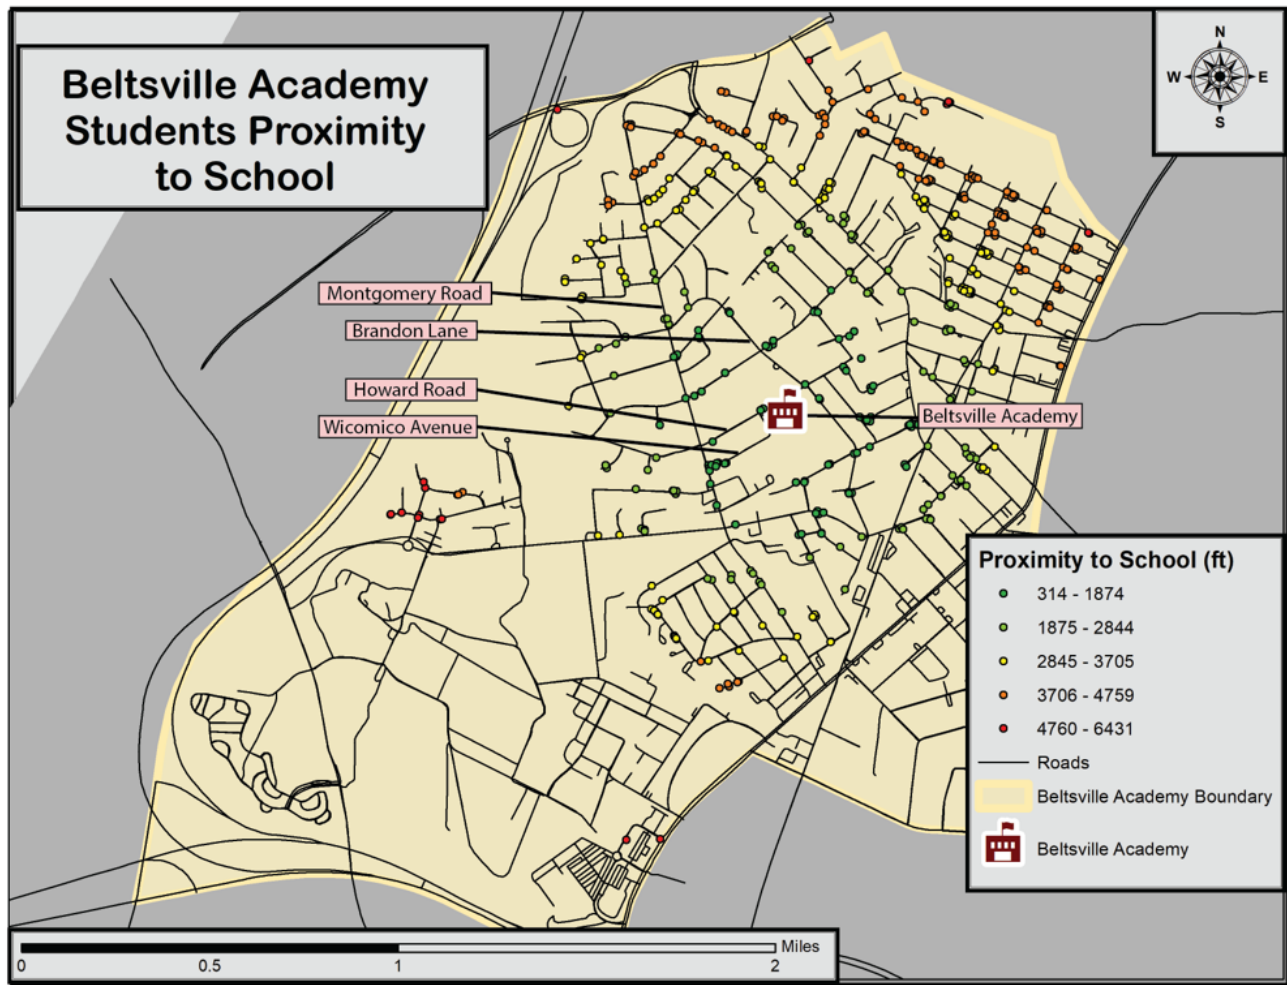 Beltsville Academy
Students Proximity
to School
N
W
E
S
Montgomery Road
Brandon Lane
Howard Road
Wicomico Avenue
Beltsville Academy
Proximity to School (ft)
314 - 1874
1875 - 2844
2845 - 3705
3706 - 4759
4760 - 6431
Roads
Beltsville Academy Boundary
Beltsville Academy
Miles
0
0.5
1
2